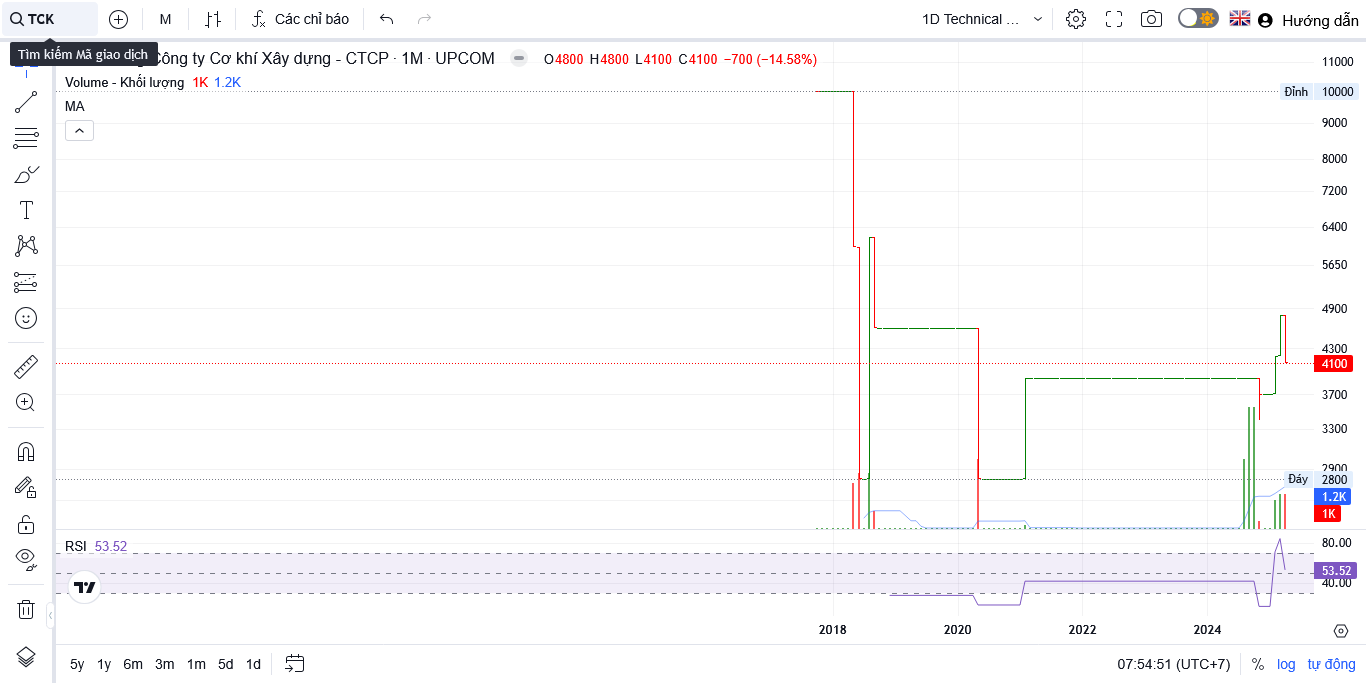 TCK
M
Các chỉ báo
1D Technical ...
Hướng dẫn
Tìm kiếm Mã giao dịch
Công ty Cơ khí Xây dựng - CTCP · 1M · UPCOM
O4800 H4800 L4100 C4100 −700 (−14.58%)
Volume - Khối lượng 1K 1.2K
MA
11000
Đỉnh 10000
9000
8000
7200
6400
5650
4900
4300
4100
3700
3300
2900
Đáy 2800
1.2K
1K
RSI 53.52
80.00
53.52
40.00
2018 2020 2022 2024
5y 1y 6m 3m 1m 5d 1d
07:54:51 (UTC+7) % log tự động